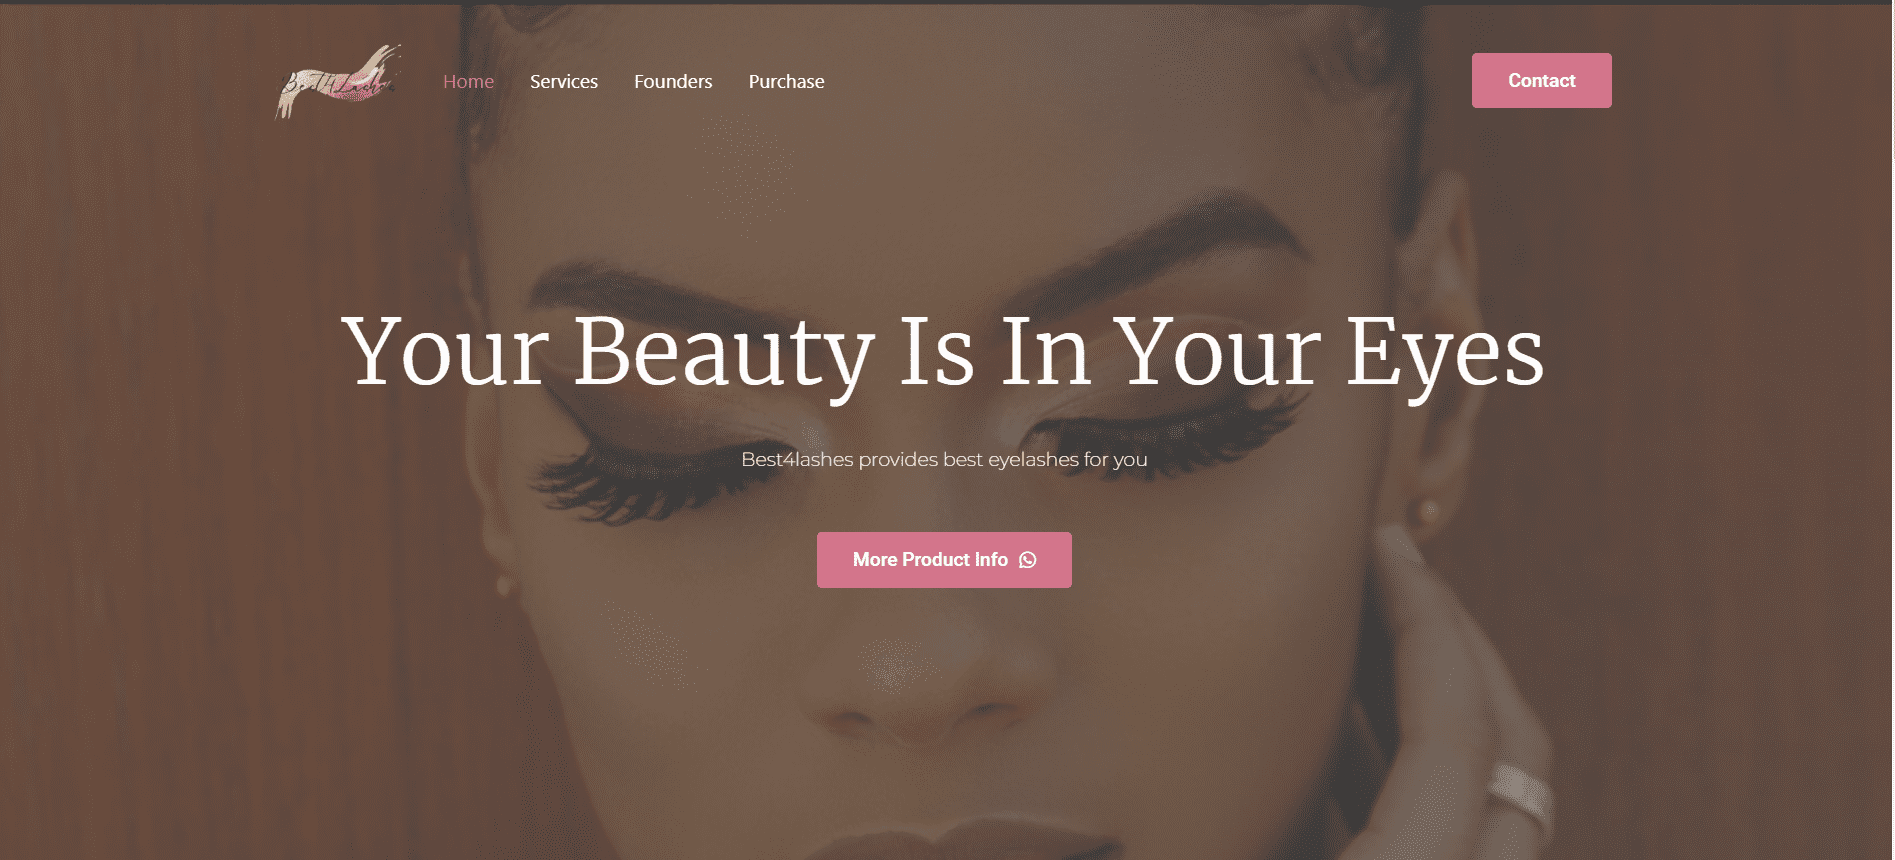 Best4Lashes
Home
Services
Founders
Purchase
Contact
Your Beauty Is In Your Eyes
Best4lashes provides best eyelashes for you
More Product Info